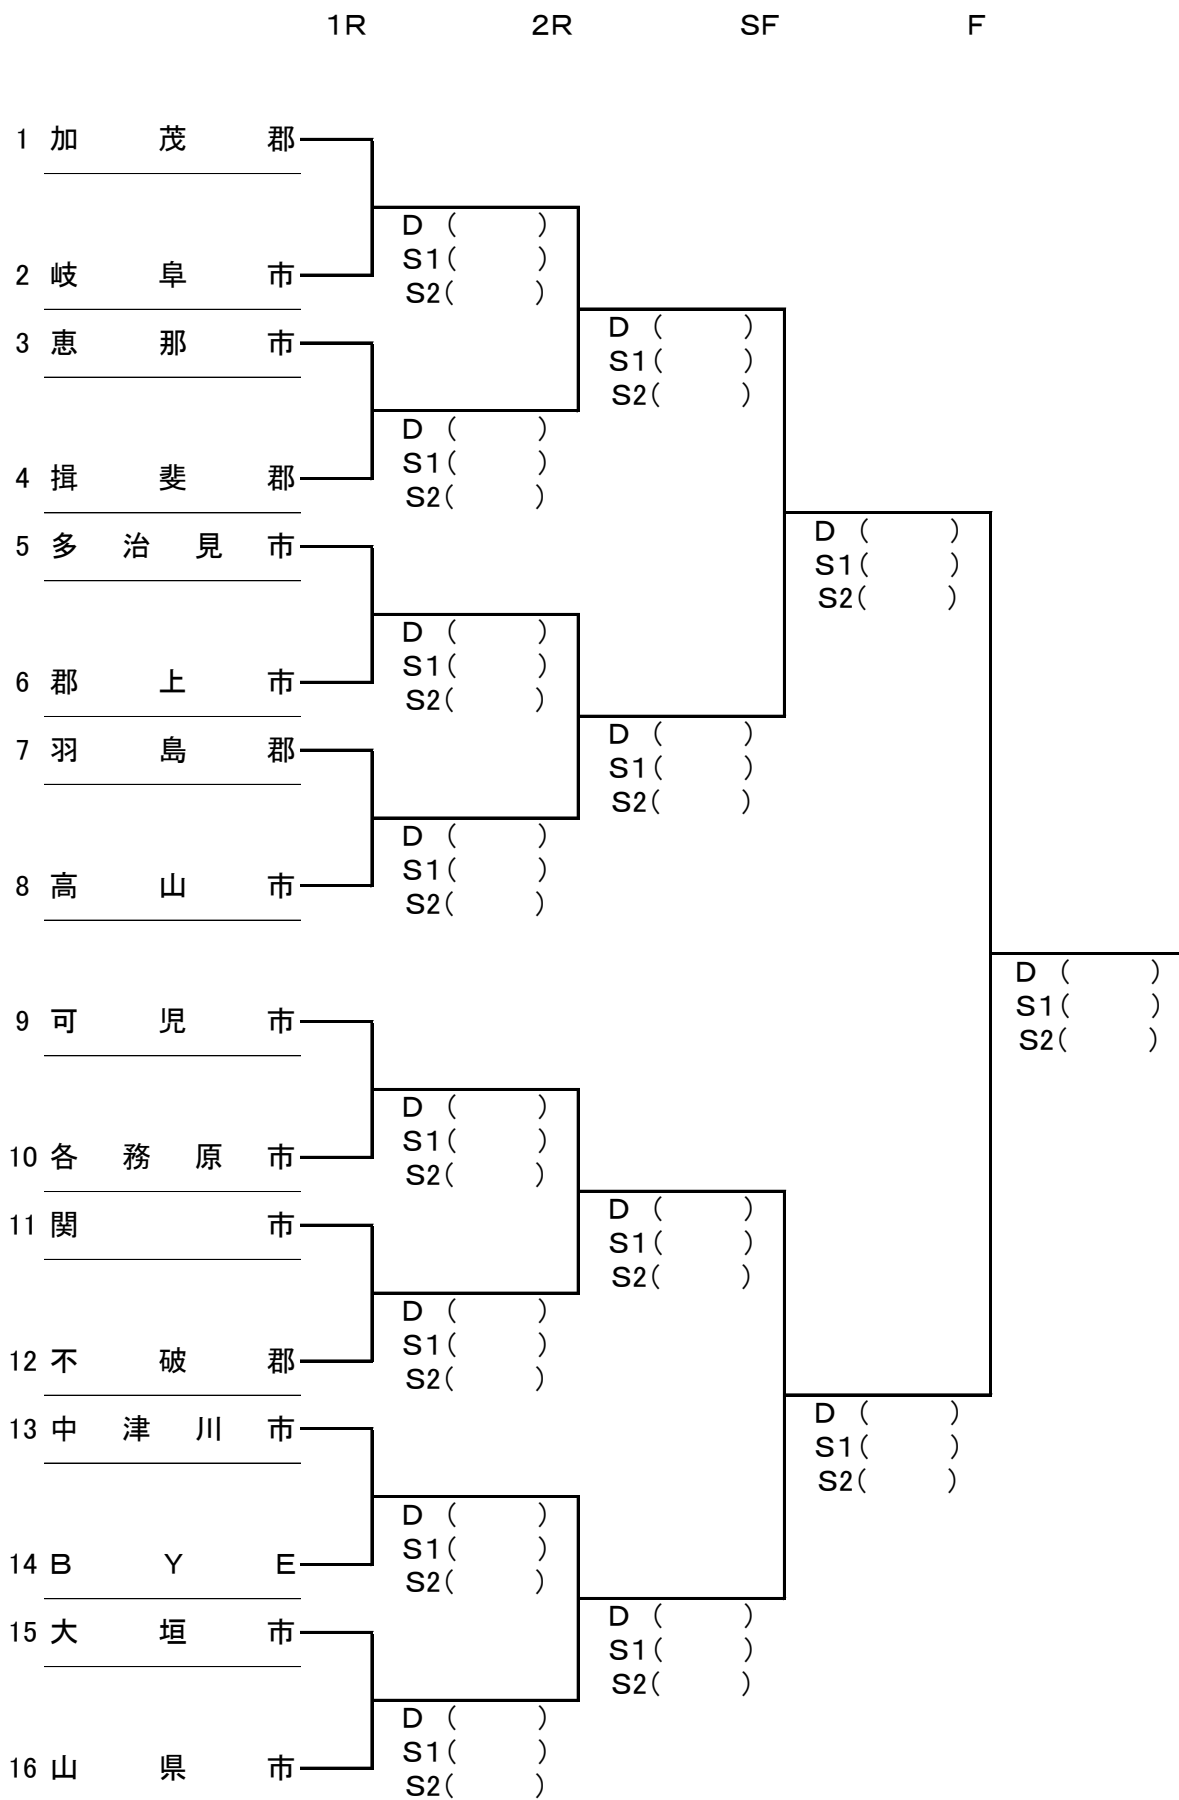 1R 2R SF F
1 加茂郡
D ( )
S1( )
2 岐阜市
S2( )
3 恵那市
D ( )
S1( )
S2( )
D ( )
S1( )
4 揖斐郡
S2( )
5 多治見市
D ( )
S1( )
S2( )
D ( )
S1( )
6 郡上市
S2( )
7 羽島郡
D ( )
S1( )
S2( )
D ( )
S1( )
8 高山市
S2( )
D ( )
S1( )
S2( )
9 可児市
D ( )
S1( )
10 各務原市
S2( )
11 関市
D ( )
S1( )
S2( )
D ( )
S1( )
12 不破郡
S2( )
13 中津川市
D ( )
S1( )
S2( )
D ( )
S1( )
14 BYE
S2( )
15 大垣市
D ( )
S1( )
S2( )
D ( )
S1( )
16 山県市
S2( )